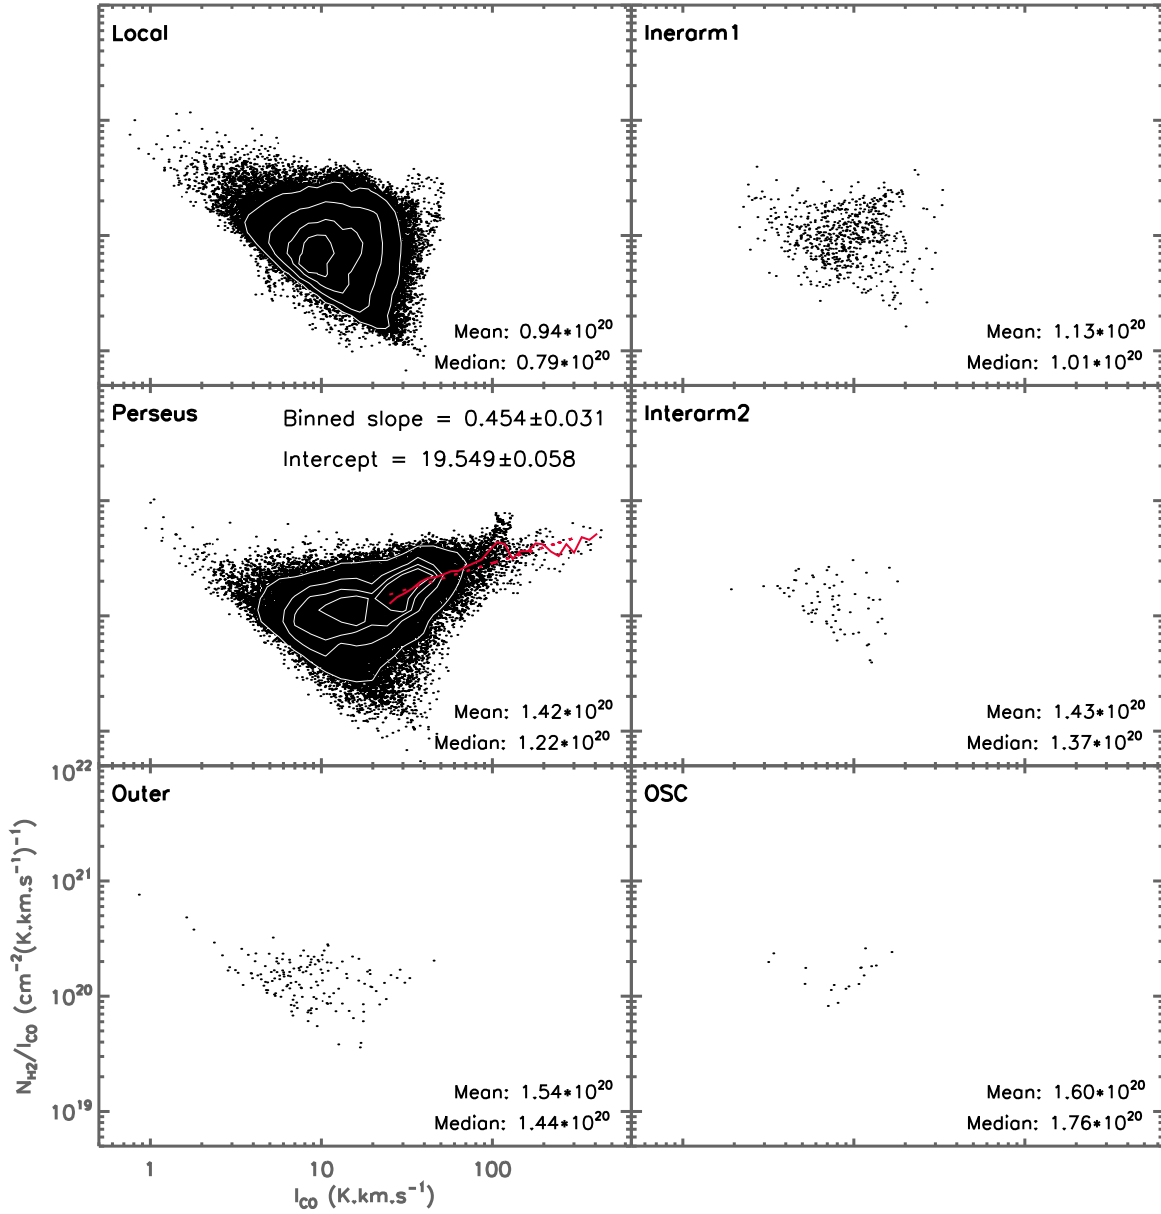 Local
Mean: 0.94*10^20
Median: 0.79*10^20
Inerarm1
Mean: 1.13*10^20
Median: 1.01*10^20
Perseus
Binned slope = 0.454±0.031
Intercept = 19.549±0.058
Mean: 1.42*10^20
Median: 1.22*10^20
Interarm2
Mean: 1.43*10^20
Median: 1.37*10^20
10^22
Outer
10^21
10^20
10^19
N_H2/I_CO (cm^-2(K.km.s^-1)^-1)
Mean: 1.54*10^20
Median: 1.44*10^20
OSC
Mean: 1.60*10^20
Median: 1.76*10^20
1 10 100
I_CO (K.km.s^-1)